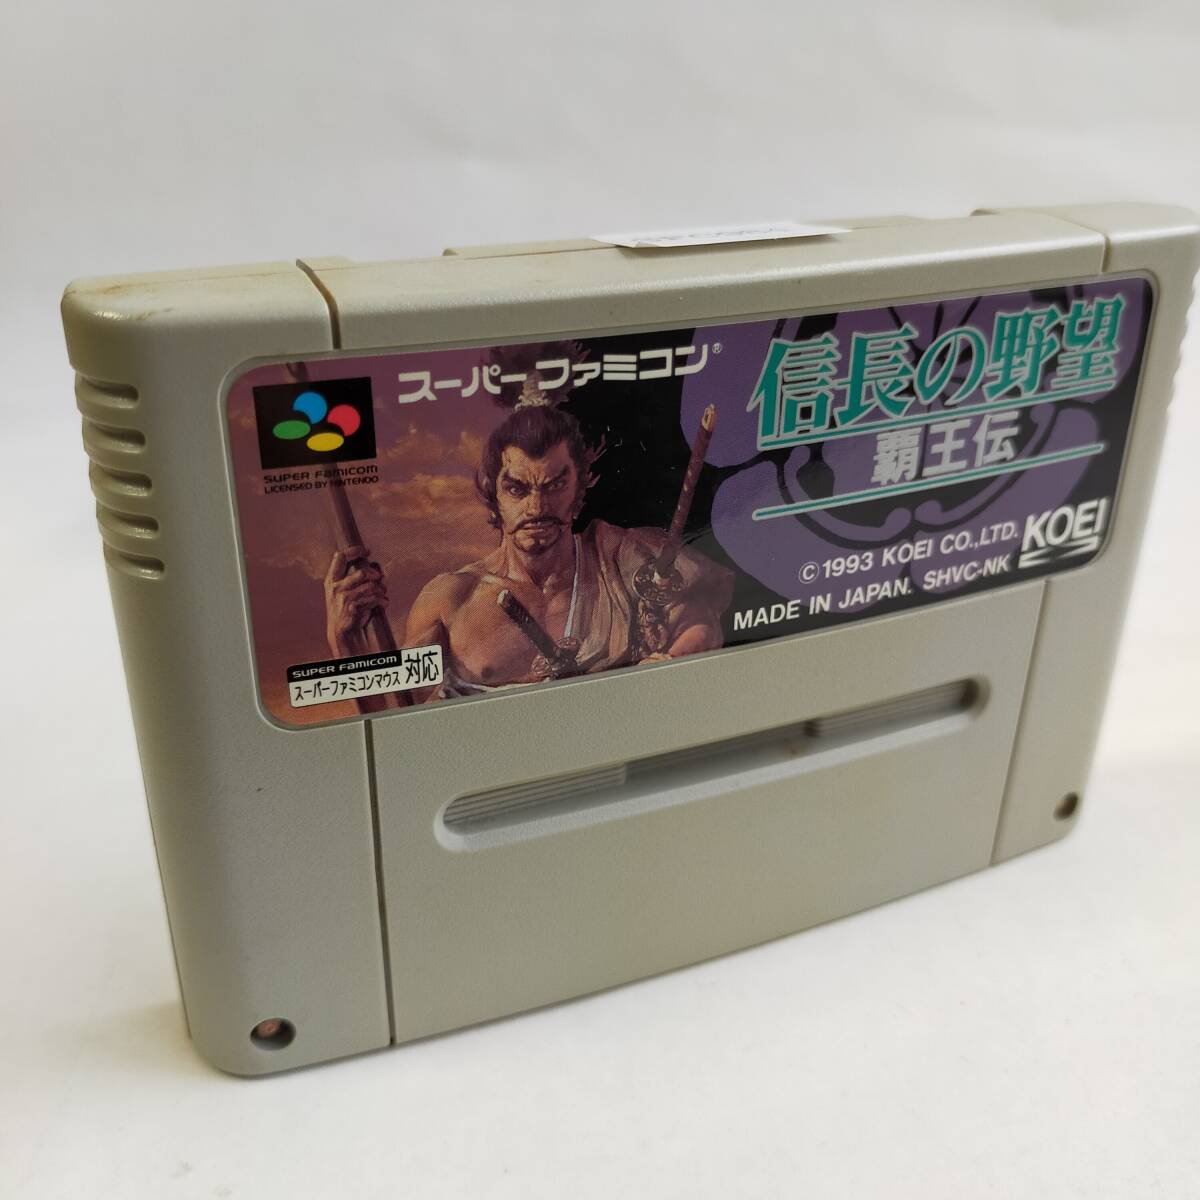 スーパーファミコン®
SUPER FAMICOM
LICENSED BY NINTENDO
信長の野望
覇王伝
© 1993 KOEI CO.,LTD.
KOEI
MADE IN JAPAN. SHVC-NK
SUPER FAMICOM
スーパーファミコンマウス 対応